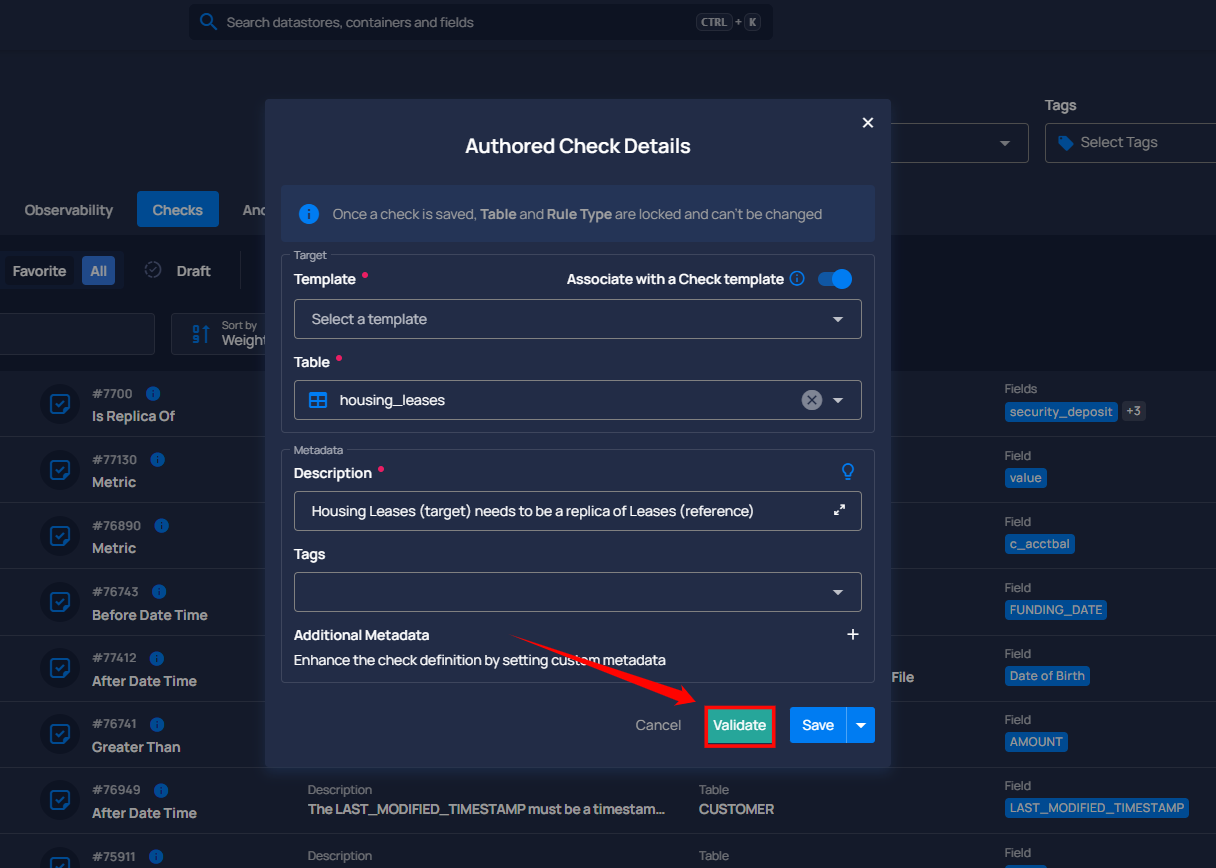 Search datastores, containers and fields CTRL + K
Tags
Select Tags
Authored Check Details
Observability Checks
Once a check is saved, Table and Rule Type are locked and can't be changed
Target
Template * Associate with a Check template
Select a template
Favorite All Draft
Sort by
Weight
Table *
housing_leases
Metadata
Description *
Housing Leases (target) needs to be a replica of Leases (reference)
Tags
Additional Metadata +
Enhance the check definition by setting custom metadata
Cancel Validate Save
#7700
Is Replica Of
Fields
security_deposit +3
#77130
Metric
Field
value
#76890
Metric
Field
c_acctbal
#76743
Before Date Time
Field
FUNDING_DATE
#77412
After Date Time
File
Field
Date of Birth
#76741
Greater Than
Field
AMOUNT
#76949
After Date Time
Description
The LAST_MODIFIED_TIMESTAMP must be a timestam...
Table
CUSTOMER
Field
LAST_MODIFIED_TIMESTAMP
#75911
Description
Table
Field